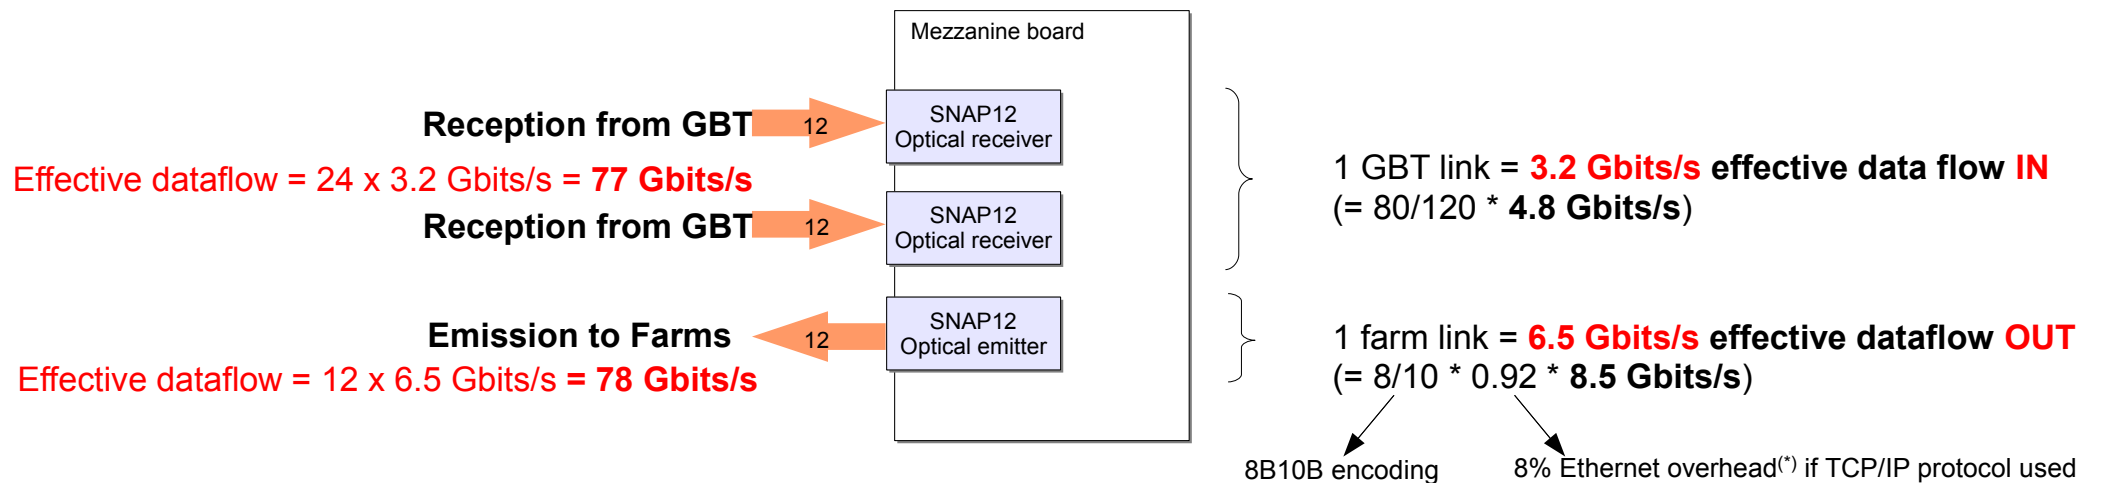 Mezzanine board
Reception from GBT
12
SNAP12
Optical receiver
Effective dataflow = 24 x 3.2 Gbits/s = 77 Gbits/s
Reception from GBT
12
SNAP12
Optical receiver
1 GBT link = 3.2 Gbits/s effective data flow IN
(= 80/120 * 4.8 Gbits/s)
Emission to Farms
12
SNAP12
Optical emitter
Effective dataflow = 12 x 6.5 Gbits/s = 78 Gbits/s
1 farm link = 6.5 Gbits/s effective dataflow OUT
(= 8/10 * 0.92 * 8.5 Gbits/s)
8B10B encoding
8% Ethernet overhead(*) if TCP/IP protocol used